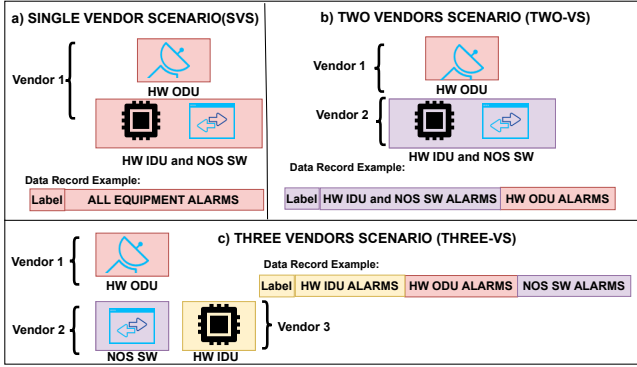 a) SINGLE VENDOR SCENARIO(SVS)
Vendor 1
HW ODU
HW IDU and NOS SW
Data Record Example:
Label ALL EQUIPMENT ALARMS
b) TWO VENDORS SCENARIO (TWO-VS)
Vendor 1
HW ODU
Vendor 2
HW IDU and NOS SW
Data Record Example:
Label HW IDU and NOS SW ALARMS HW ODU ALARMS
c) THREE VENDORS SCENARIO (THREE-VS)
Vendor 1
HW ODU
Data Record Example:
Label HW IDU ALARMS HW ODU ALARMS NOS SW ALARMS
Vendor 2
NOS SW
HW IDU
Vendor 3